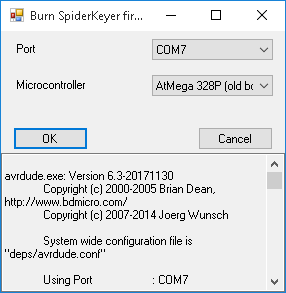 Burn SpiderKeyer fir...
Port
COM7
Microcontroller
AtMega 328P (old bo
OK
Cancel
avrdude.exe: Version 6.3-20171130
Copyright (c) 2000-2005 Brian Dean,
http://www.bdmicro.com/
Copyright (c) 2007-2014 Joerg Wunsch
System wide configuration file is
"deps/avrdude.conf"
Using Port : COM7